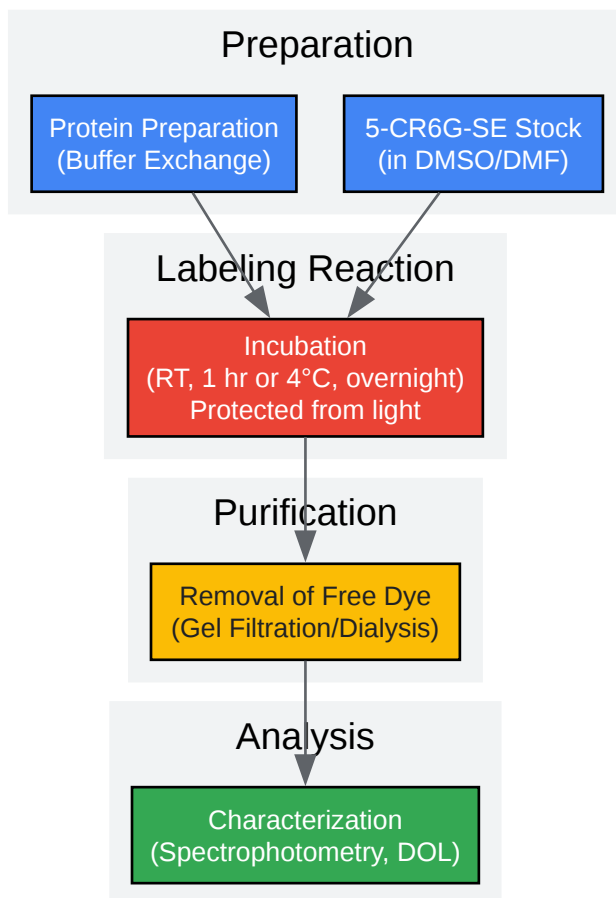 Preparation
Protein Preparation
(Buffer Exchange)
5-CR6G-SE Stock
(in DMSO/DMF)
Labeling Reaction
Incubation
(RT, 1 hr or 4°C, overnight)
Protected from light
Purification
Removal of Free Dye
(Gel Filtration/Dialysis)
Analysis
Characterization
(Spectrophotometry, DOL)